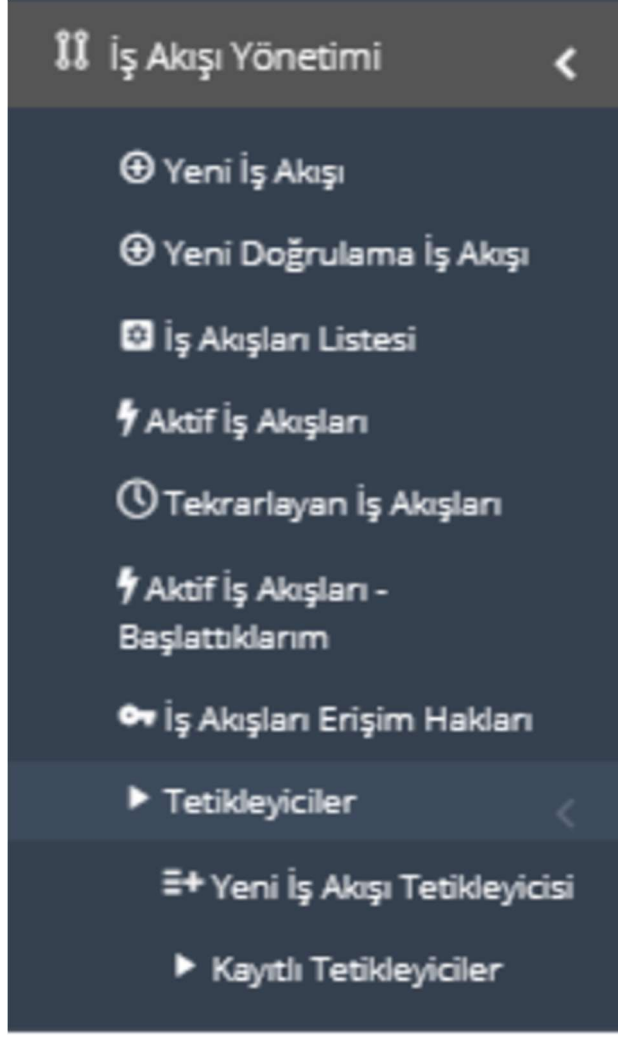 İş Akışı Yönetimi
Yeni İş Akışı
Yeni Doğrulama İş Akışı
İş Akışları Listesi
Aktif İş Akışları
Tekrarlayan İş Akışları
Aktif İş Akışları -
Başlattıklarım
İş Akışları Erişim Hakları
Tetikleyiciler
Yeni İş Akışı Tetikleyicisi
Kayıtlı Tetikleyiciler